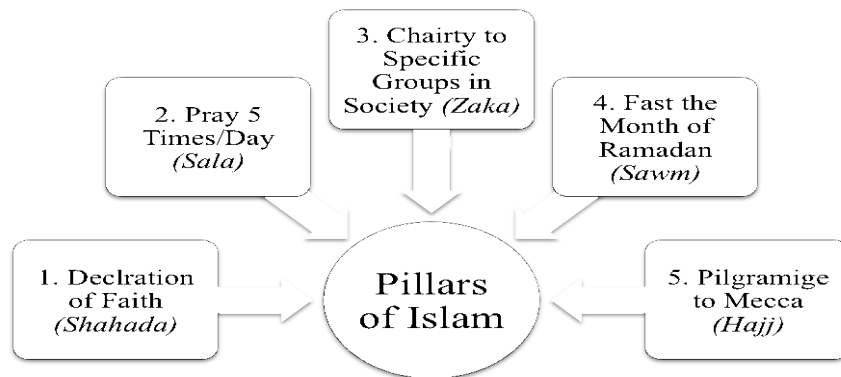 1. Declration
of Faith
(Shahada)
2. Pray 5
Times/Day
(Sala)
3. Chairty to
Specific
Groups in
Society (Zaka)
4. Fast the
Month of
Ramadan
(Sawm)
5. Pilgramige
to Mecca
(Hajj)
Pillars
of Islam